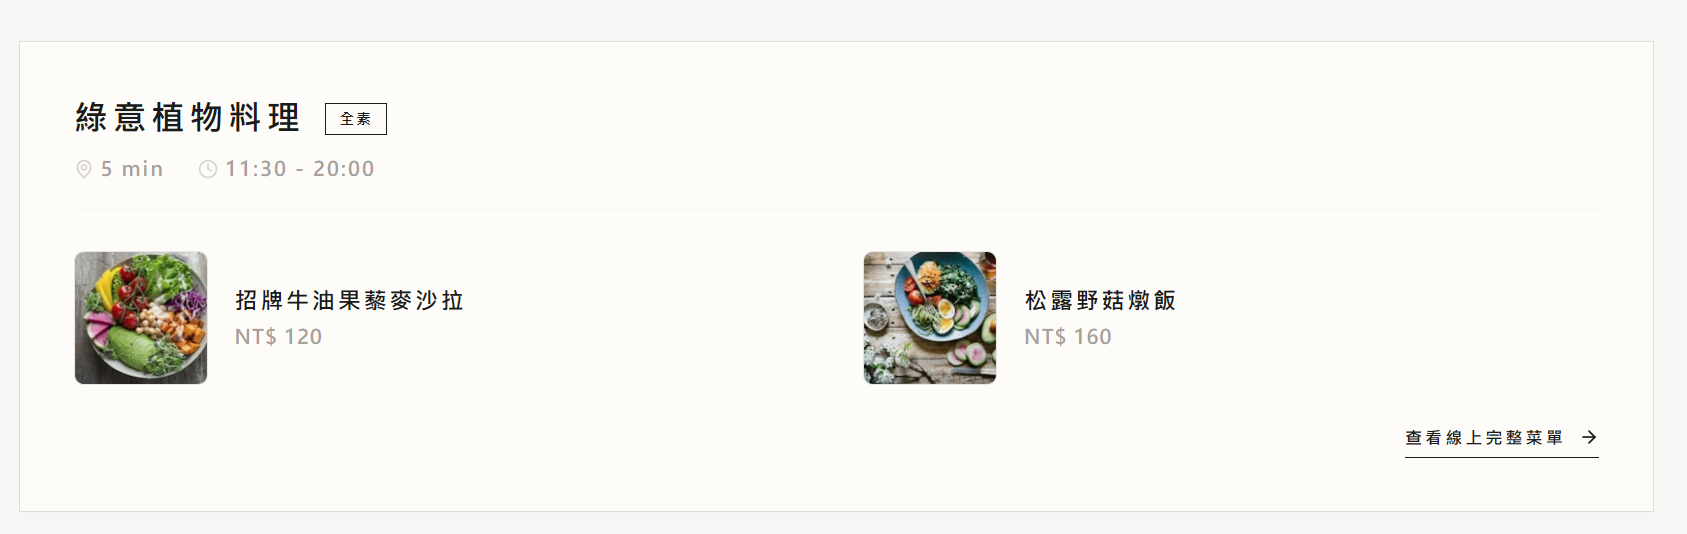 綠意植物料理 全素
5 min 11:30 - 20:00
招牌牛油果藜麥沙拉
NT$ 120
松露野菇燉飯
NT$ 160
查看線上完整菜單 →